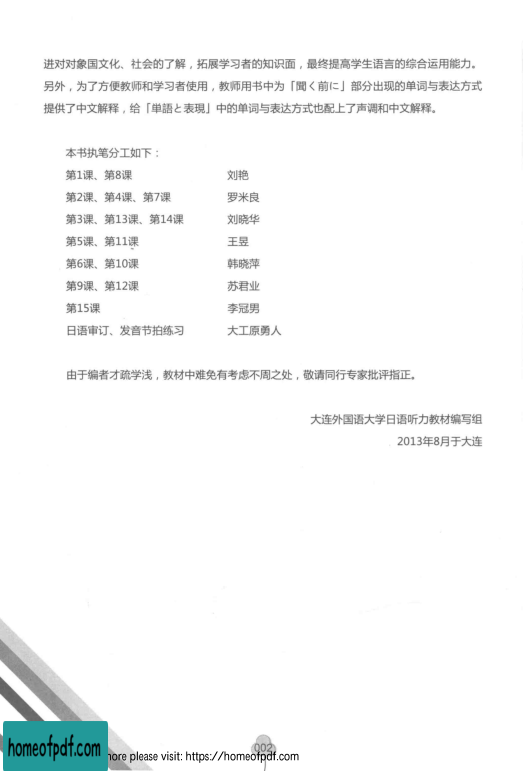 进对对象国文化、社会的了解，拓展学习者的知识面，最终提高学生语言的综合运用能力。
另外，为了方便教师和学习者使用，教师用书中为「聞く前に」部分出现的单词与表达方式
提供了中文解释，给「単語と表現」中的单词与表达方式也配上了声调和中文解释。
本书执笔分工如下：
第1课、第8课 刘艳
第2课、第4课、第7课 罗米良
第3课、第13课、第14课 刘晓华
第5课、第11课 王昱
第6课、第10课 韩晓萍
第9课、第12课 苏君业
第15课 李冠男
日语审订、发音节拍练习 大工原勇人
由于编者才疏学浅，教材中难免有考虑不周之处，敬请同行专家批评指正。
大连外国语大学日语听力教材编写组
2013年8月于大连
002
homeofpdf.com
more please visit: https://homeofpdf.com